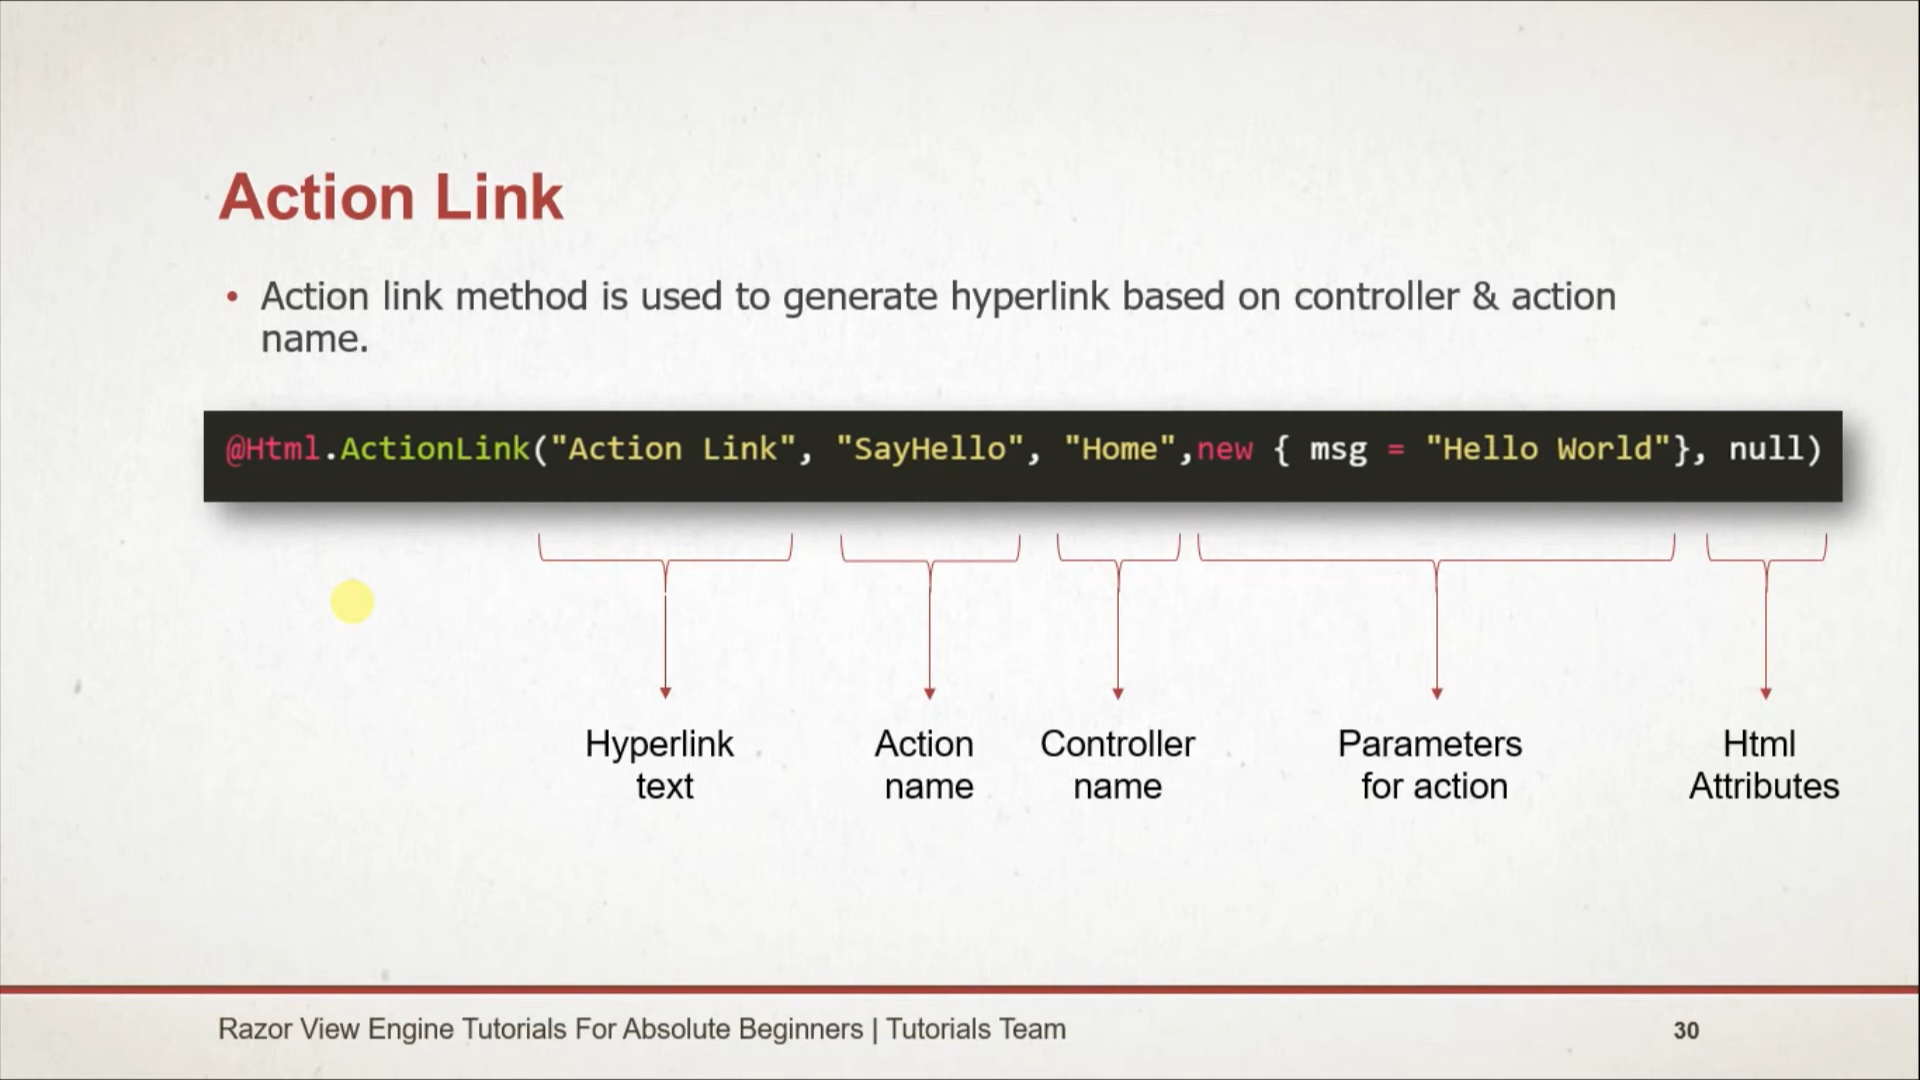 Action Link
• Action link method is used to generate hyperlink based on controller & action
name.
@Html.ActionLink("Action Link", "SayHello", "Home",new { msg = "Hello World"}, null)
Hyperlink
text
Action
name
Controller
name
Parameters
for action
Html
Attributes
Razor View Engine Tutorials For Absolute Beginners | Tutorials Team
30